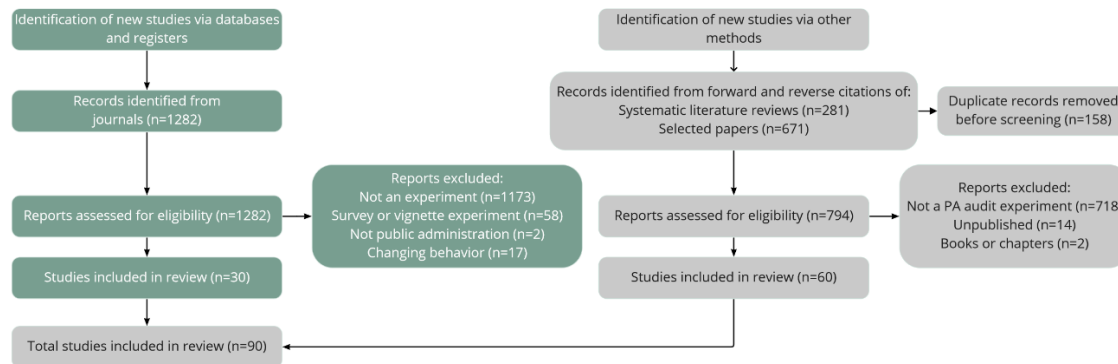 Identification of new studies via databases
and registers
Records identified from
journals (n=1282)
Reports assessed for eligibility (n=1282)
Reports excluded:
Not an experiment (n=1173)
Survey or vignette experiment (n=58)
Not public administration (n=2)
Changing behavior (n=17)
Studies included in review (n=30)
Total studies included in review (n=90)
Identification of new studies via other
methods
Records identified from forward and reverse citations of:
Systematic literature reviews (n=281)
Selected papers (n=671)
Duplicate records removed
before screening (n=158)
Reports assessed for eligibility (n=794)
Reports excluded:
Not a PA audit experiment (n=718)
Unpublished (n=14)
Books or chapters (n=2)
Studies included in review (n=60)